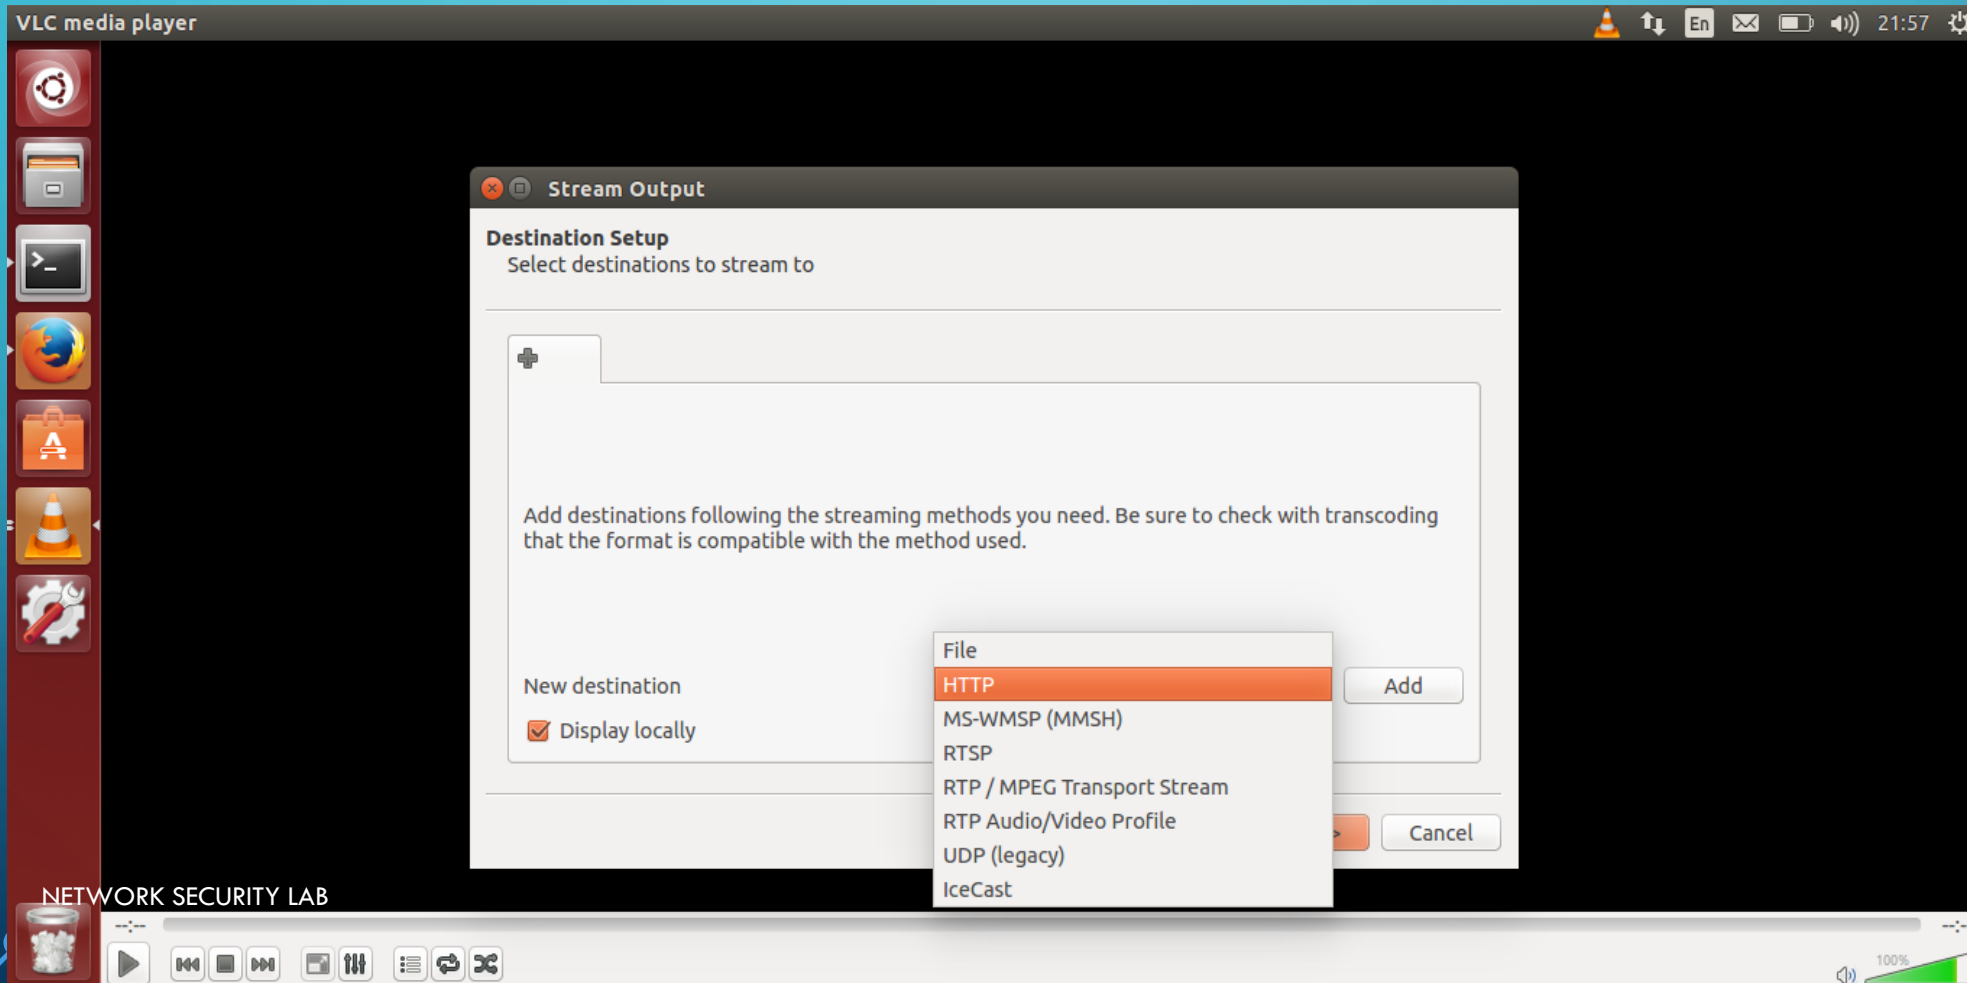 VLC media player
En
21:57
Stream Output
Destination Setup
Select destinations to stream to
Add destinations following the streaming methods you need. Be sure to check with transcoding
that the format is compatible with the method used.
File
New destination
HTTP
Add
MS-WMSP (MMSH)
Display locally
RTSP
RTP / MPEG Transport Stream
RTP Audio/Video Profile
>
Cancel
UDP (legacy)
IceCast
NETWORK SECURITY LAB
--:--
--:-
100%